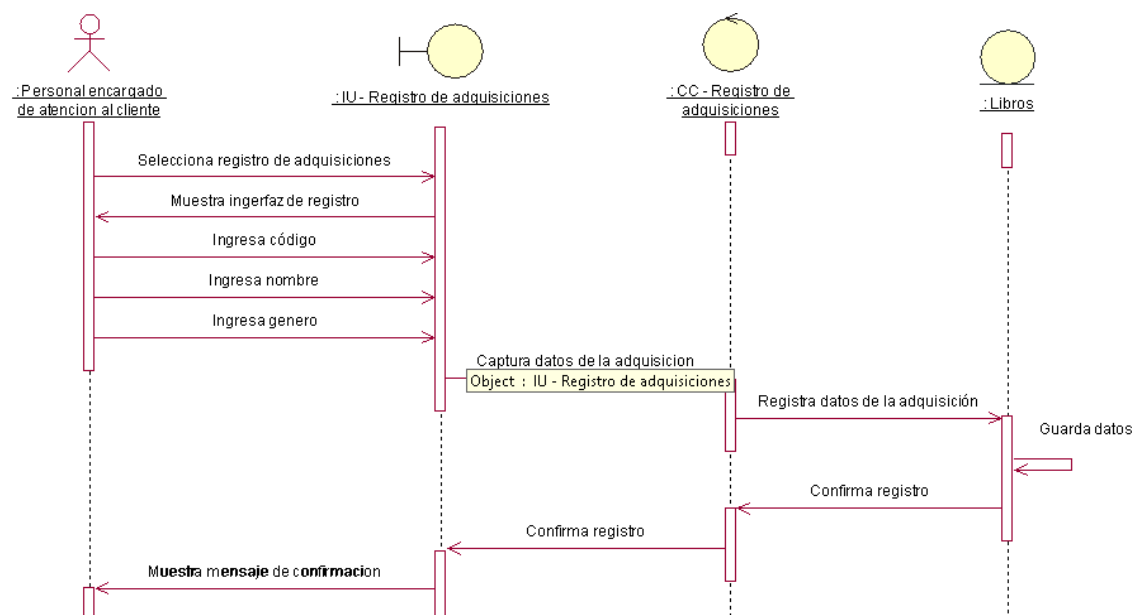 :Personal encargado
de atencion al cliente
:IU - Registro de adquisiciones
:CC - Registro de
adquisiciones
:Libros
Selecciona registro de adquisiciones
Muestra ingerfaz de registro
Ingresa código
Ingresa nombre
Ingresa genero
Captura datos de la adquisicion
Object : IU - Registro de adquisiciones
Registra datos de la adquisición
Guarda datos
Confirma registro
Confirma registro
Muestra mensaje de confirmacion